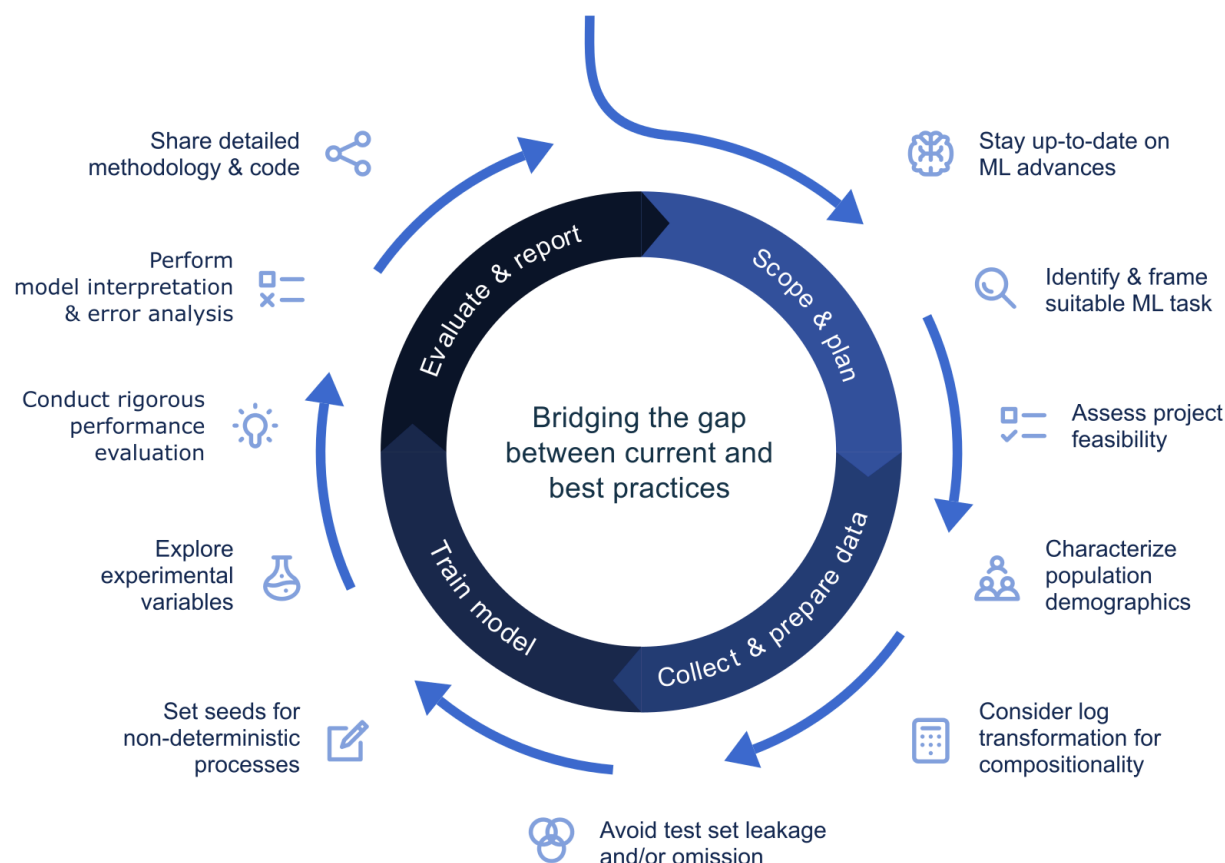 Share detailed
methodology & code
Stay up-to-date on
ML advances
Perform
model interpretation
& error analysis
Evaluate & report
Scope & plan
Identify & frame
suitable ML task
Conduct rigorous
performance
evaluation
Bridging the gap
between current and
best practices
Assess project
feasibility
Explore
experimental
variables
Train model
Collect & prepare data
Characterize
population
demographics
Set seeds for
non-deterministic
processes
Consider log
transformation for
compositionality
Avoid test set leakage
and/or omission